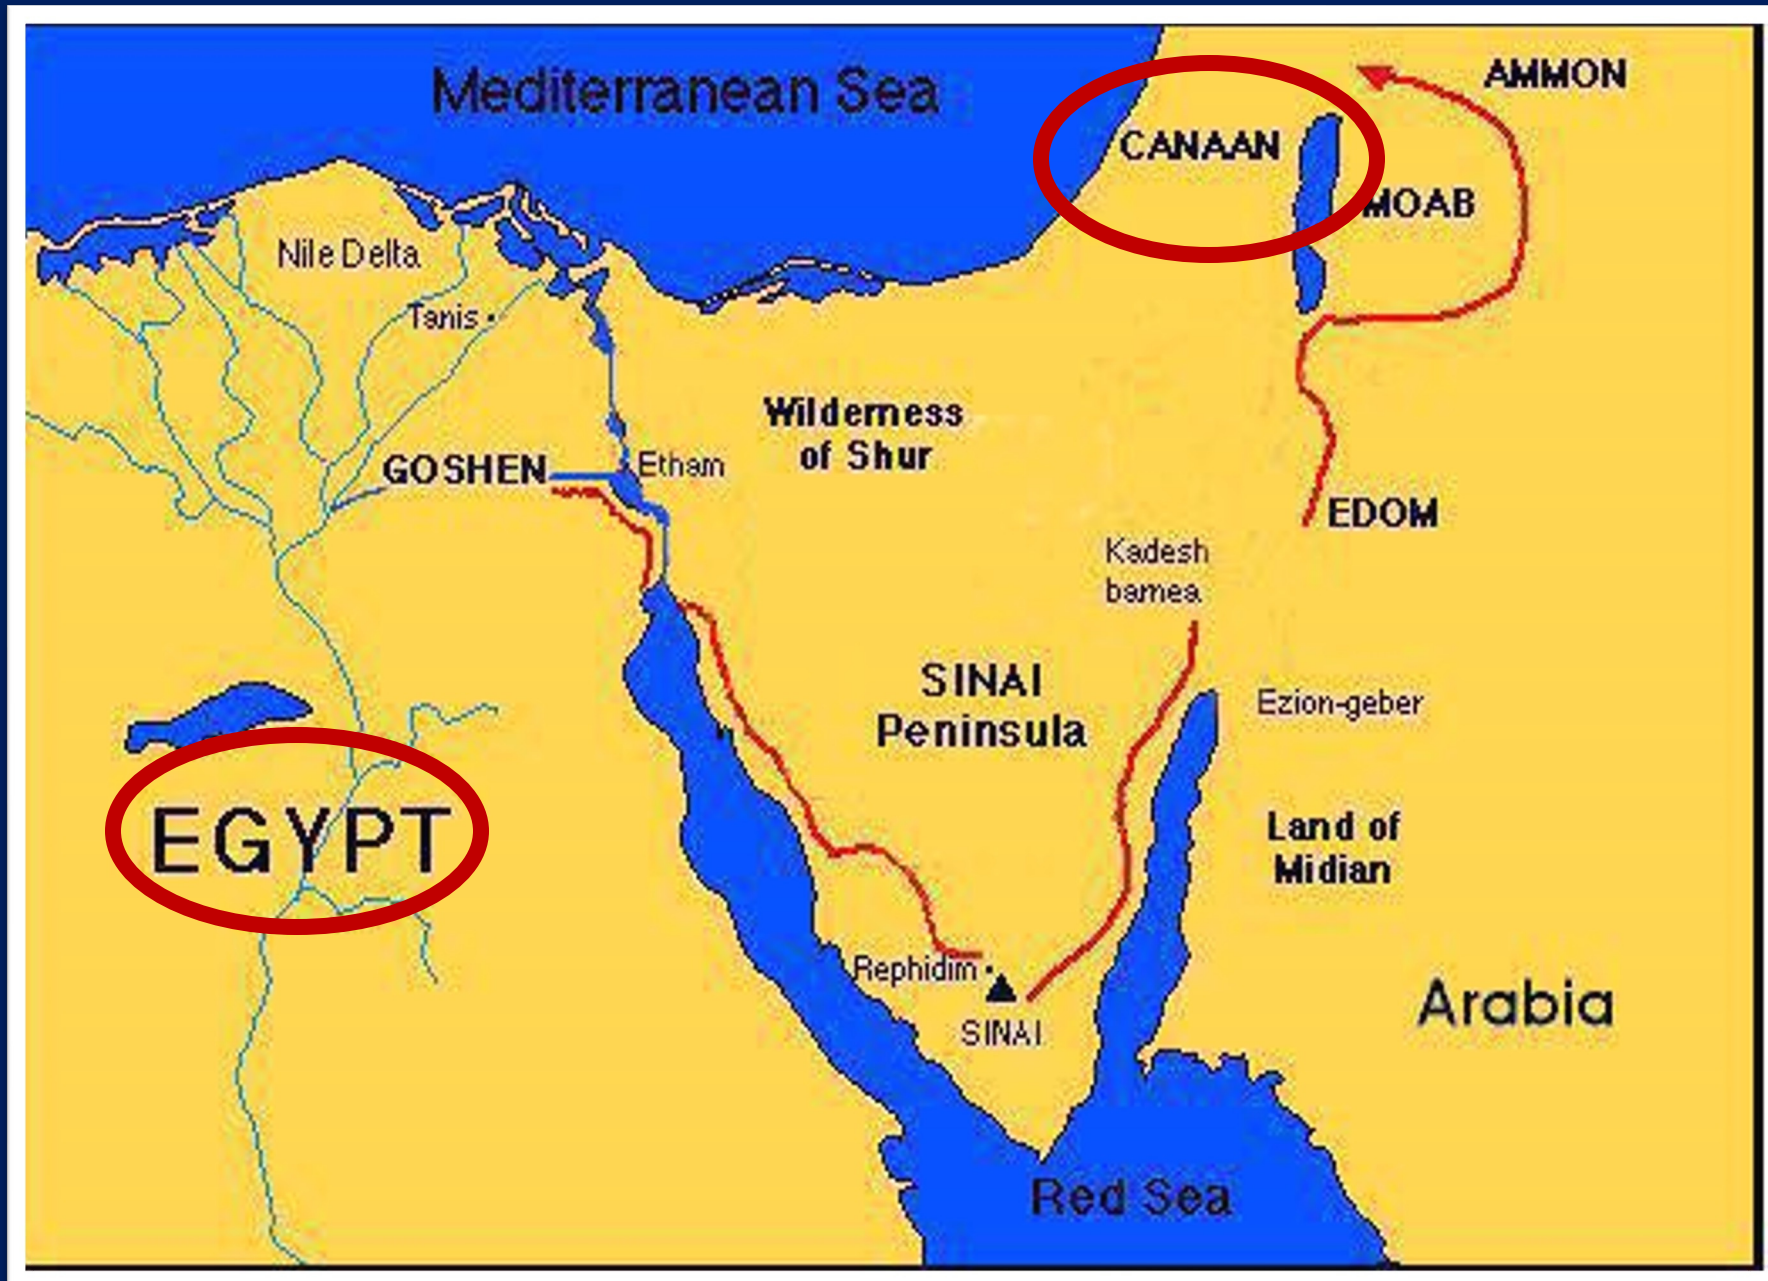 Mediterranean Sea
AMMON
CANAAN
MOAB
Nile Delta
Tanis
Wilderness
of Shur
GOSHEN
Etham
EDOM
Kadesh
barnea
SINAI
Peninsula
Ezion-geber
EGYPT
Land of
Midian
Rephidim
SINAI
Arabia
Red Sea